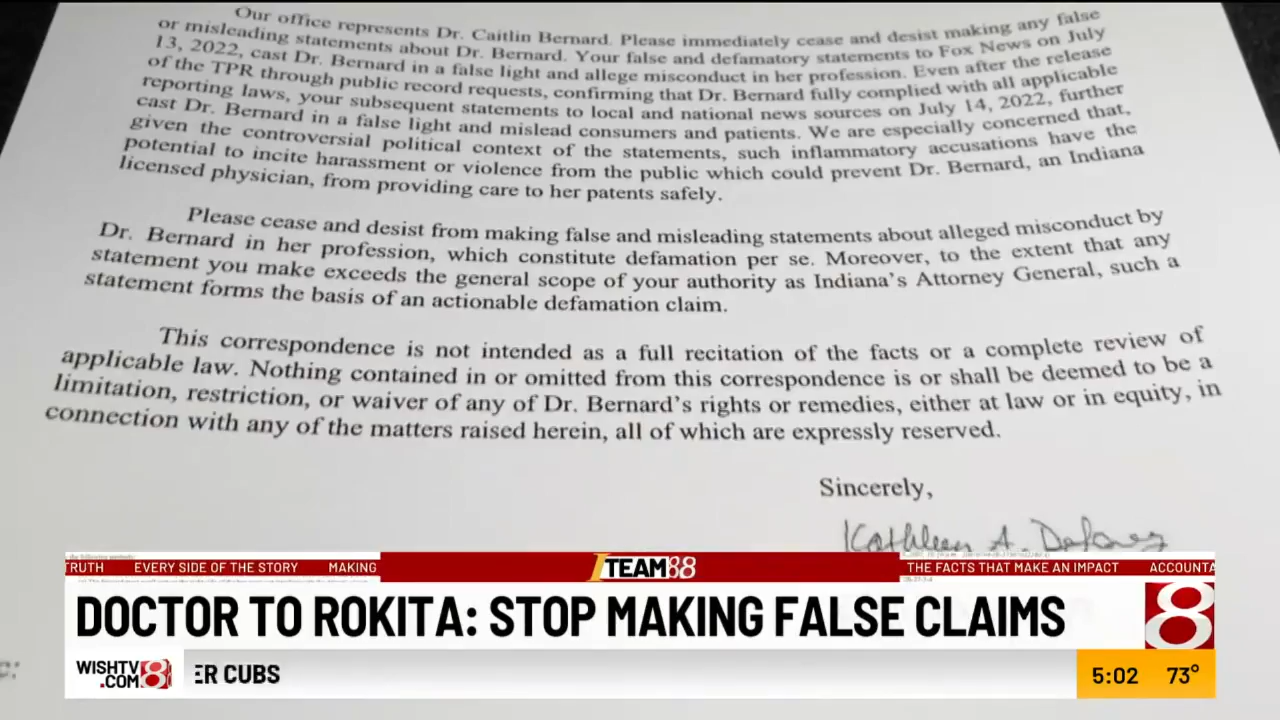 Our office represents Dr. Caitlin Bernard. Please immediately cease and desist making any false
or misleading statements about Dr. Bernard. Your false and defamatory statements to Fox News on July
13, 2022, cast Dr. Bernard in a false light and allege misconduct in her profession. Even after the release
of the TPR through public record requests, confirming that Dr. Bernard fully complied with all applicable
reporting laws, your subsequent statements to local and national news sources on July 14, 2022, further
cast Dr. Bernard in a false light and mislead consumers and patients. We are especially concerned that,
given the controversial political context of the statements, such inflammatory accusations have the
potential to incite harassment or violence from the public which could prevent Dr. Bernard, an Indiana
licensed physician, from providing care to her patents safely.
Please cease and desist from making false and misleading statements about alleged misconduct by
Dr. Bernard in her profession, which constitute defamation per se. Moreover, to the extent that any
statement you make exceeds the general scope of your authority as Indiana's Attorney General, such a
statement forms the basis of an actionable defamation claim.
This correspondence is not intended as a full recitation of the facts or a complete review of
applicable law. Nothing contained in or omitted from this correspondence is or shall be deemed to be a
limitation, restriction, or waiver of any of Dr. Bernard's rights or remedies, either at law or in equity, in
connection with any of the matters raised herein, all of which are expressly reserved.
Sincerely,
Kathleen A. Delaney
RUTH EVERY SIDE OF THE STORY MAKING
I TEAM 88
THE FACTS THAT MAKE AN IMPACT ACCOUNTA
DOCTOR TO ROKITA: STOP MAKING FALSE CLAIMS
8
WISHTV8.COM
ER CUBS
5:02 73°